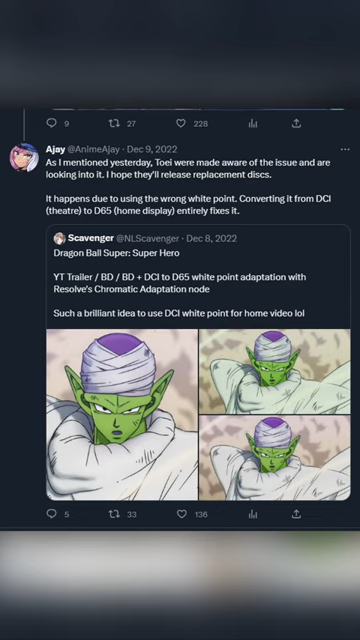 9 27 228
Ajay @AnimeAjay · Dec 9, 2022
As I mentioned yesterday, Toei were made aware of the issue and are
looking into it. I hope they'll release replacement discs.
It happens due to using the wrong white point. Converting it from DCI
(theatre) to D65 (home display) entirely fixes it.
Scavenger @NLScavenger · Dec 8, 2022
Dragon Ball Super: Super Hero
YT Trailer / BD / BD + DCI to D65 white point adaptation with
Resolve's Chromatic Adaptation node
Such a brilliant idea to use DCI white point for home video lol
5 33 136